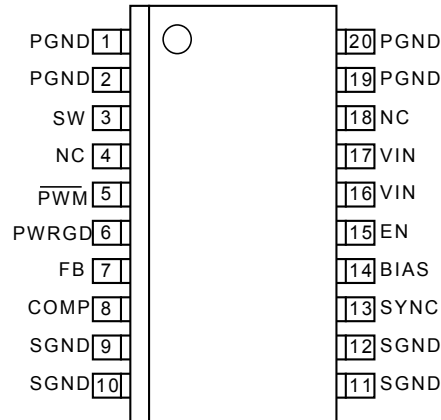 PGND 1 20 PGND
PGND 2 19 PGND
SW 3 18 NC
NC 4 17 VIN
PWM 5 16 VIN
PWRGD 6 15 EN
FB 7 14 BIAS
COMP 8 13 SYNC
SGND 9 12 SGND
SGND 10 11 SGND